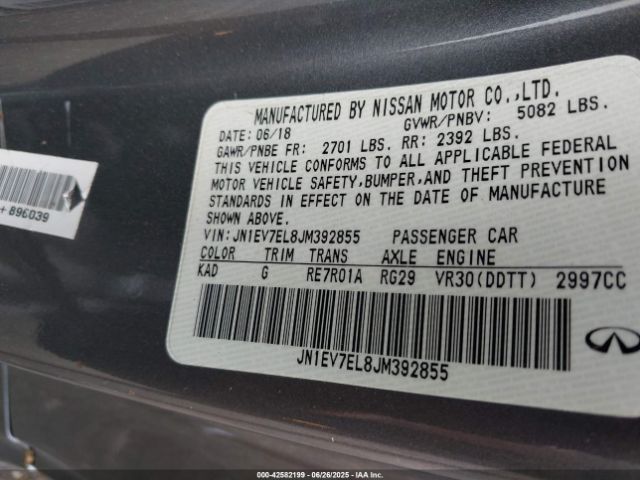 MANUFACTURED BY NISSAN MOTOR CO.,LTD.
DATE: 06/18 GVWR/PNBV: 5082 LBS.
GAWR/PNBE FR: 2701 LBS. RR: 2392 LBS.
THIS VEHICLE CONFORMS TO ALL APPLICABLE FEDERAL
MOTOR VEHICLE SAFETY,BUMPER,AND THEFT PREVENTION
STANDARDS IN EFFECT ON THE DATE OF MANUFACTURE
SHOWN ABOVE.
VIN:JN1EV7EL8JM392855 PASSENGER CAR
COLOR TRIM TRANS AXLE ENGINE
KAD G RE7R01A RG29 VR30(DDTT) 2997CC
JN1EV7EL8JM392855
+ 896039
000-42582199 | 06/26/2025 - IAA Inc.